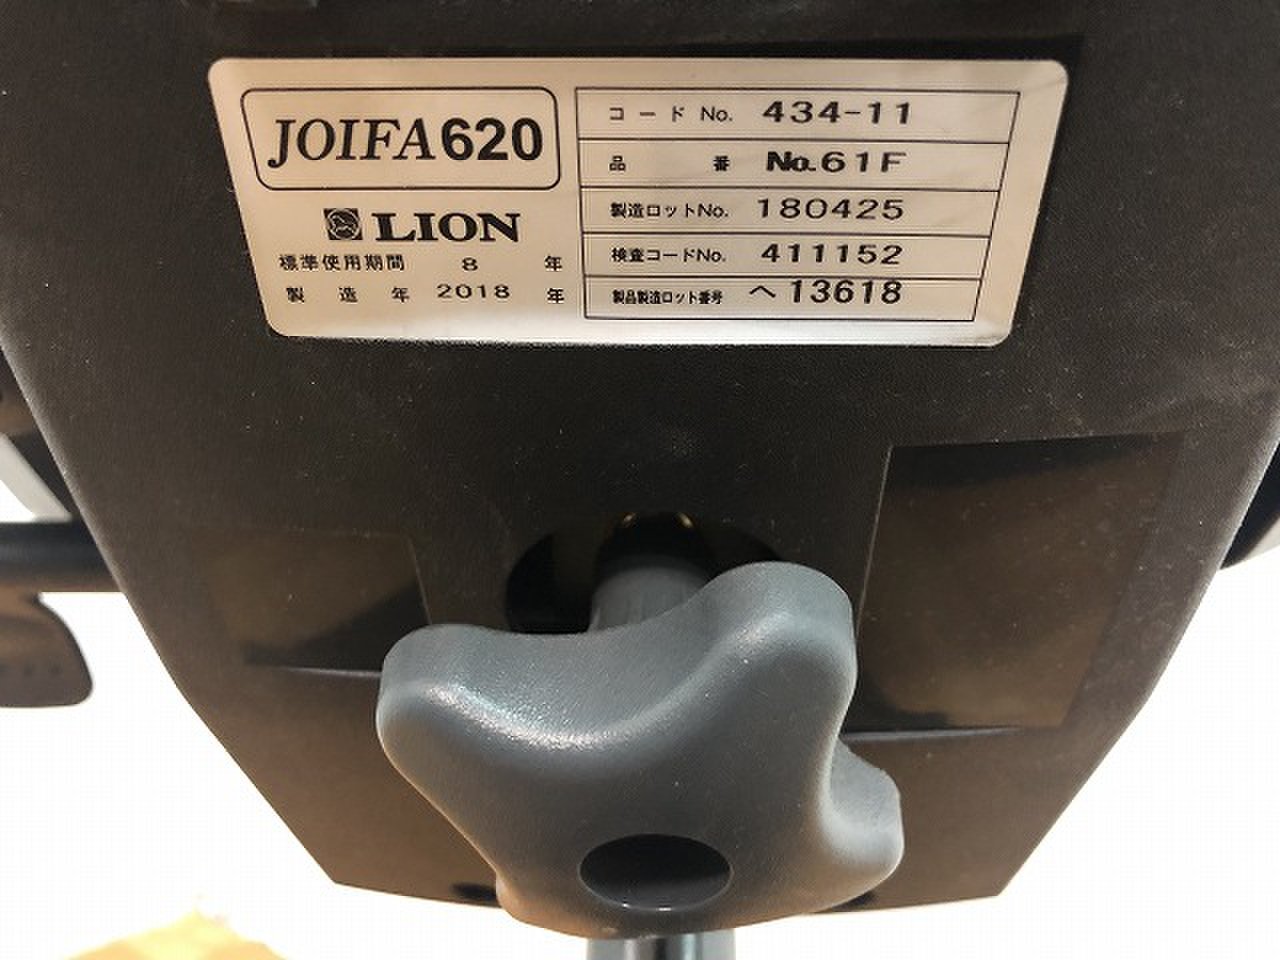 JOIFA620
LION
標準使用期間 8 年
製造年 2018 年
コードNo. 434-11
品番 No.61F
製造ロットNo. 180425
検査コードNo. 411152
製品製造ロット番号 へ13618